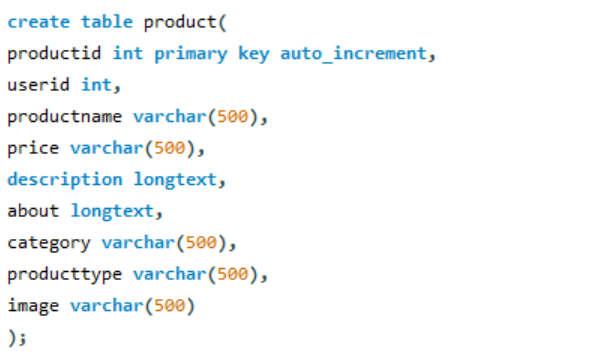 create table product(
productid int primary key auto_increment,
userid int,
productname varchar(500),
price varchar(500),
description longtext,
about longtext,
category varchar(500),
producttype varchar(500),
image varchar(500)
);